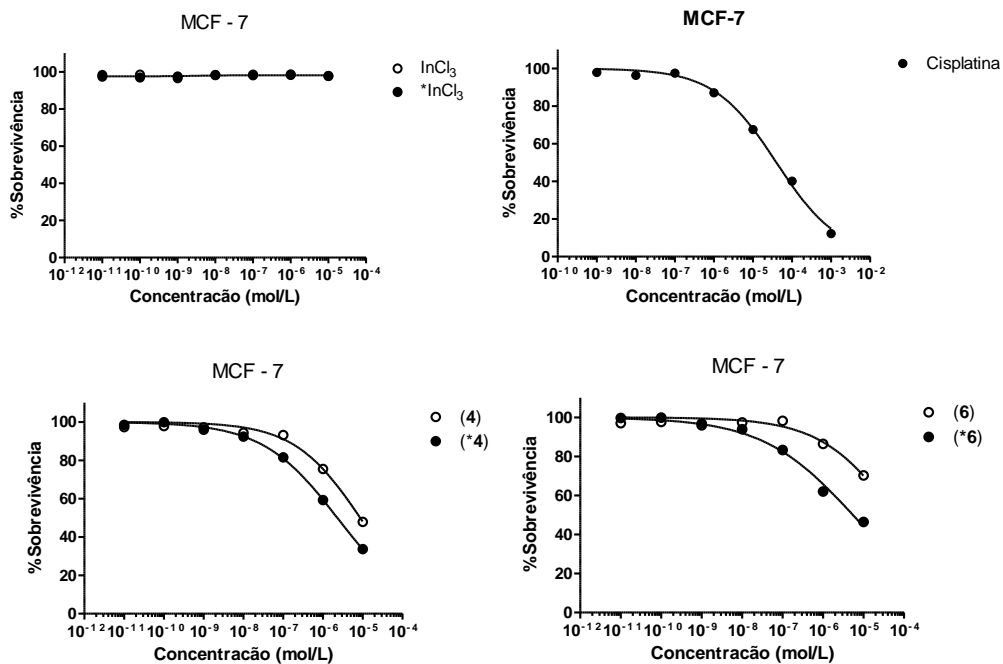 MCF - 7
InCl3
*InCl3
%Sobrevivência
100
80
60
40
20
0
10-12 10-11 10-10 10-9 10-8 10-7 10-6 10-5 10-4
Concentracão (mol/L)
MCF-7
Cisplatina
%Sobrevivência
100
80
60
40
20
0
10-10 10-9 10-8 10-7 10-6 10-5 10-4 10-3 10-2
Concentracão (mol/L)
MCF - 7
(4)
(*4)
%Sobrevivência
100
80
60
40
20
0
10-12 10-11 10-10 10-9 10-8 10-7 10-6 10-5 10-4
Concentracão (mol/L)
MCF - 7
(6)
(*6)
%Sobrevivência
100
80
60
40
20
0
10-12 10-11 10-10 10-9 10-8 10-7 10-6 10-5 10-4
Concentracão (mol/L)